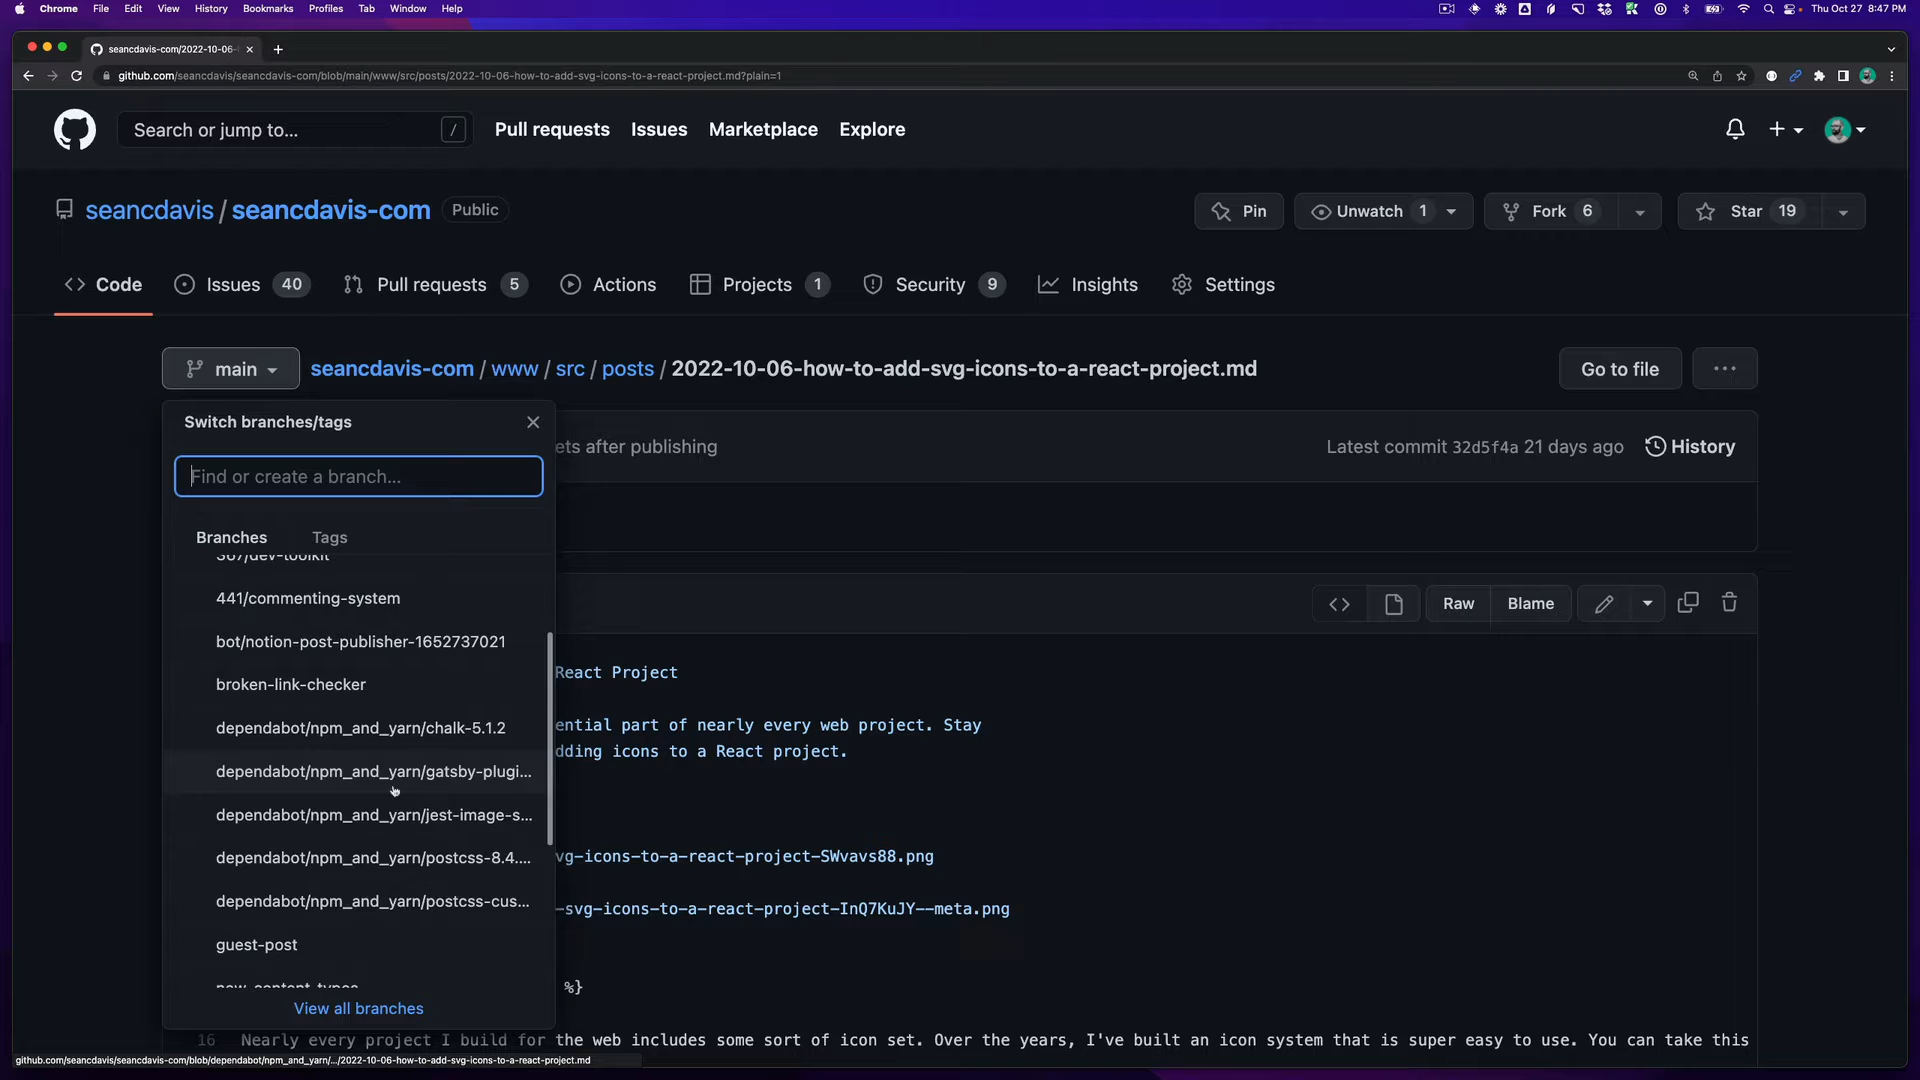 Chrome File Edit View History Bookmarks Profiles Tab Window Help Thu Oct 27 8:47 PM
seancdavis-com/2022-10-06-
github.com/seancdavis/seancdavis-com/blob/main/www/src/posts/2022-10-06-how-to-add-svg-icons-to-a-react-project.md?plain=1
Search or jump to... / Pull requests Issues Marketplace Explore
seancdavis / seancdavis-com Public
Pin Unwatch 1 Fork 6 Star 19
Code Issues 40 Pull requests 5 Actions Projects 1 Security 9 Insights Settings
main seancdavis-com / www / src / posts / 2022-10-06-how-to-add-svg-icons-to-a-react-project.md Go to file ...
Switch branches/tags
ets after publishing Latest commit 32d5f4a 21 days ago History
Find or create a branch...
Branches Tags
367/dev-toolkit
441/commenting-system
Raw Blame
bot/notion-post-publisher-1652737021
React Project
broken-link-checker
dependabot/npm_and_yarn/chalk-5.1.2
ential part of nearly every web project. Stay
dding icons to a React project.
dependabot/npm_and_yarn/gatsby-plugi...
dependabot/npm_and_yarn/jest-image-s...
dependabot/npm_and_yarn/postcss-8.4....
vg-icons-to-a-react-project-SWvavs88.png
dependabot/npm_and_yarn/postcss-cus...
-svg-icons-to-a-react-project-InQ7KuJY--meta.png
guest-post
new-content-types
%}
View all branches
16 Nearly every project I build for the web includes some sort of icon set. Over the years, I've built an icon system that is super easy to use. You can take this
github.com/seancdavis/seancdavis-com/blob/dependabot/npm_and_yarn/.../2022-10-06-how-to-add-svg-icons-to-a-react-project.md